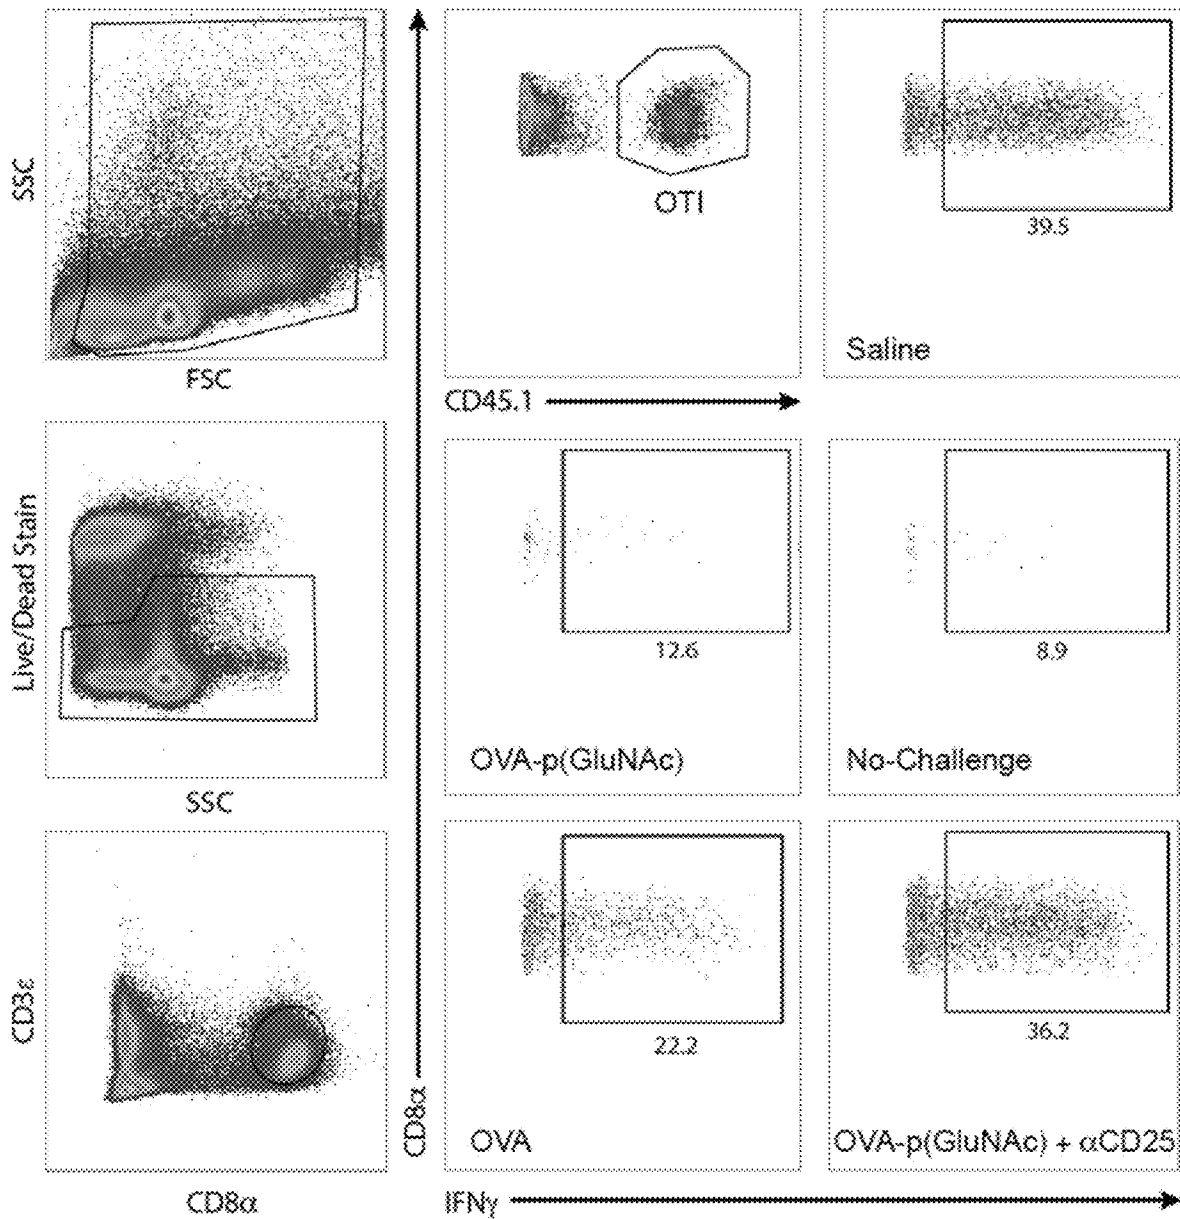 SSC
FSC
Live/Dead Stain
SSC
CD3ε
CD8α
CD8α
OTI
CD45.1
39.5
Saline
12.6
OVA-p(GluNAc)
8.9
No-Challenge
22.2
OVA
36.2
OVA-p(GluNAc) + αCD25
IFNγ